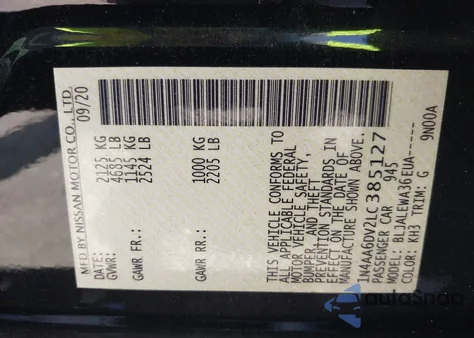 MFD BY NISSAN MOTOR CO., LTD.
DATE: 09/20
GVWR: 2125 KG
4685 LB
GAWR FR.: 1145 KG
2524 LB
GAWR RR.: 1000 KG
2205 LB
THIS VEHICLE CONFORMS TO
ALL APPLICABLE FEDERAL
MOTOR VEHICLE SAFETY,
BUMPER, AND THEFT
PREVENTION STANDARDS IN
EFFECT ON THE DATE OF
MANUFACTURE SHOWN ABOVE.
1N4AA6DV2LC385127
PASSENGER CAR 945
MODEL: BLJALEWA36EUA------
COLOR: KH3 TRIM: G 9N00A
autoSnap